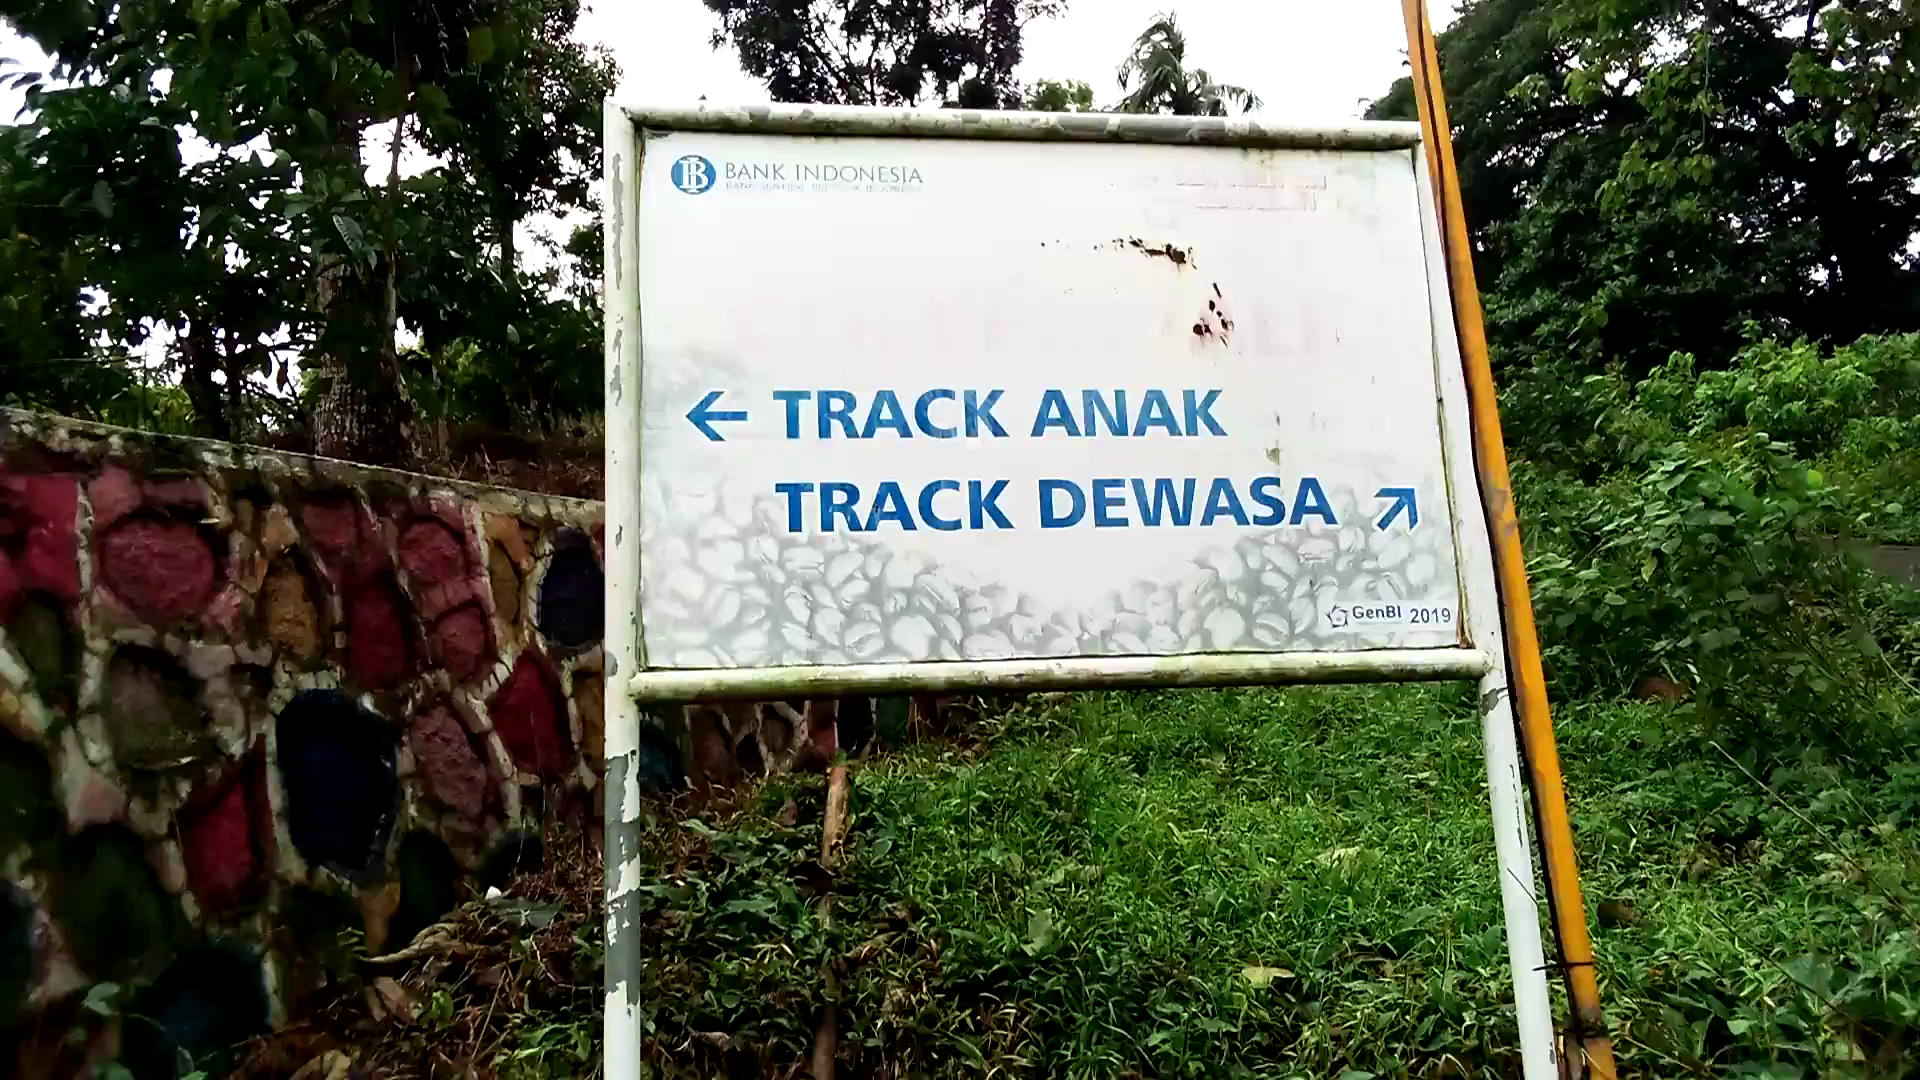 BANK INDONESIA
← TRACK ANAK
TRACK DEWASA ↗
GenBI 2019